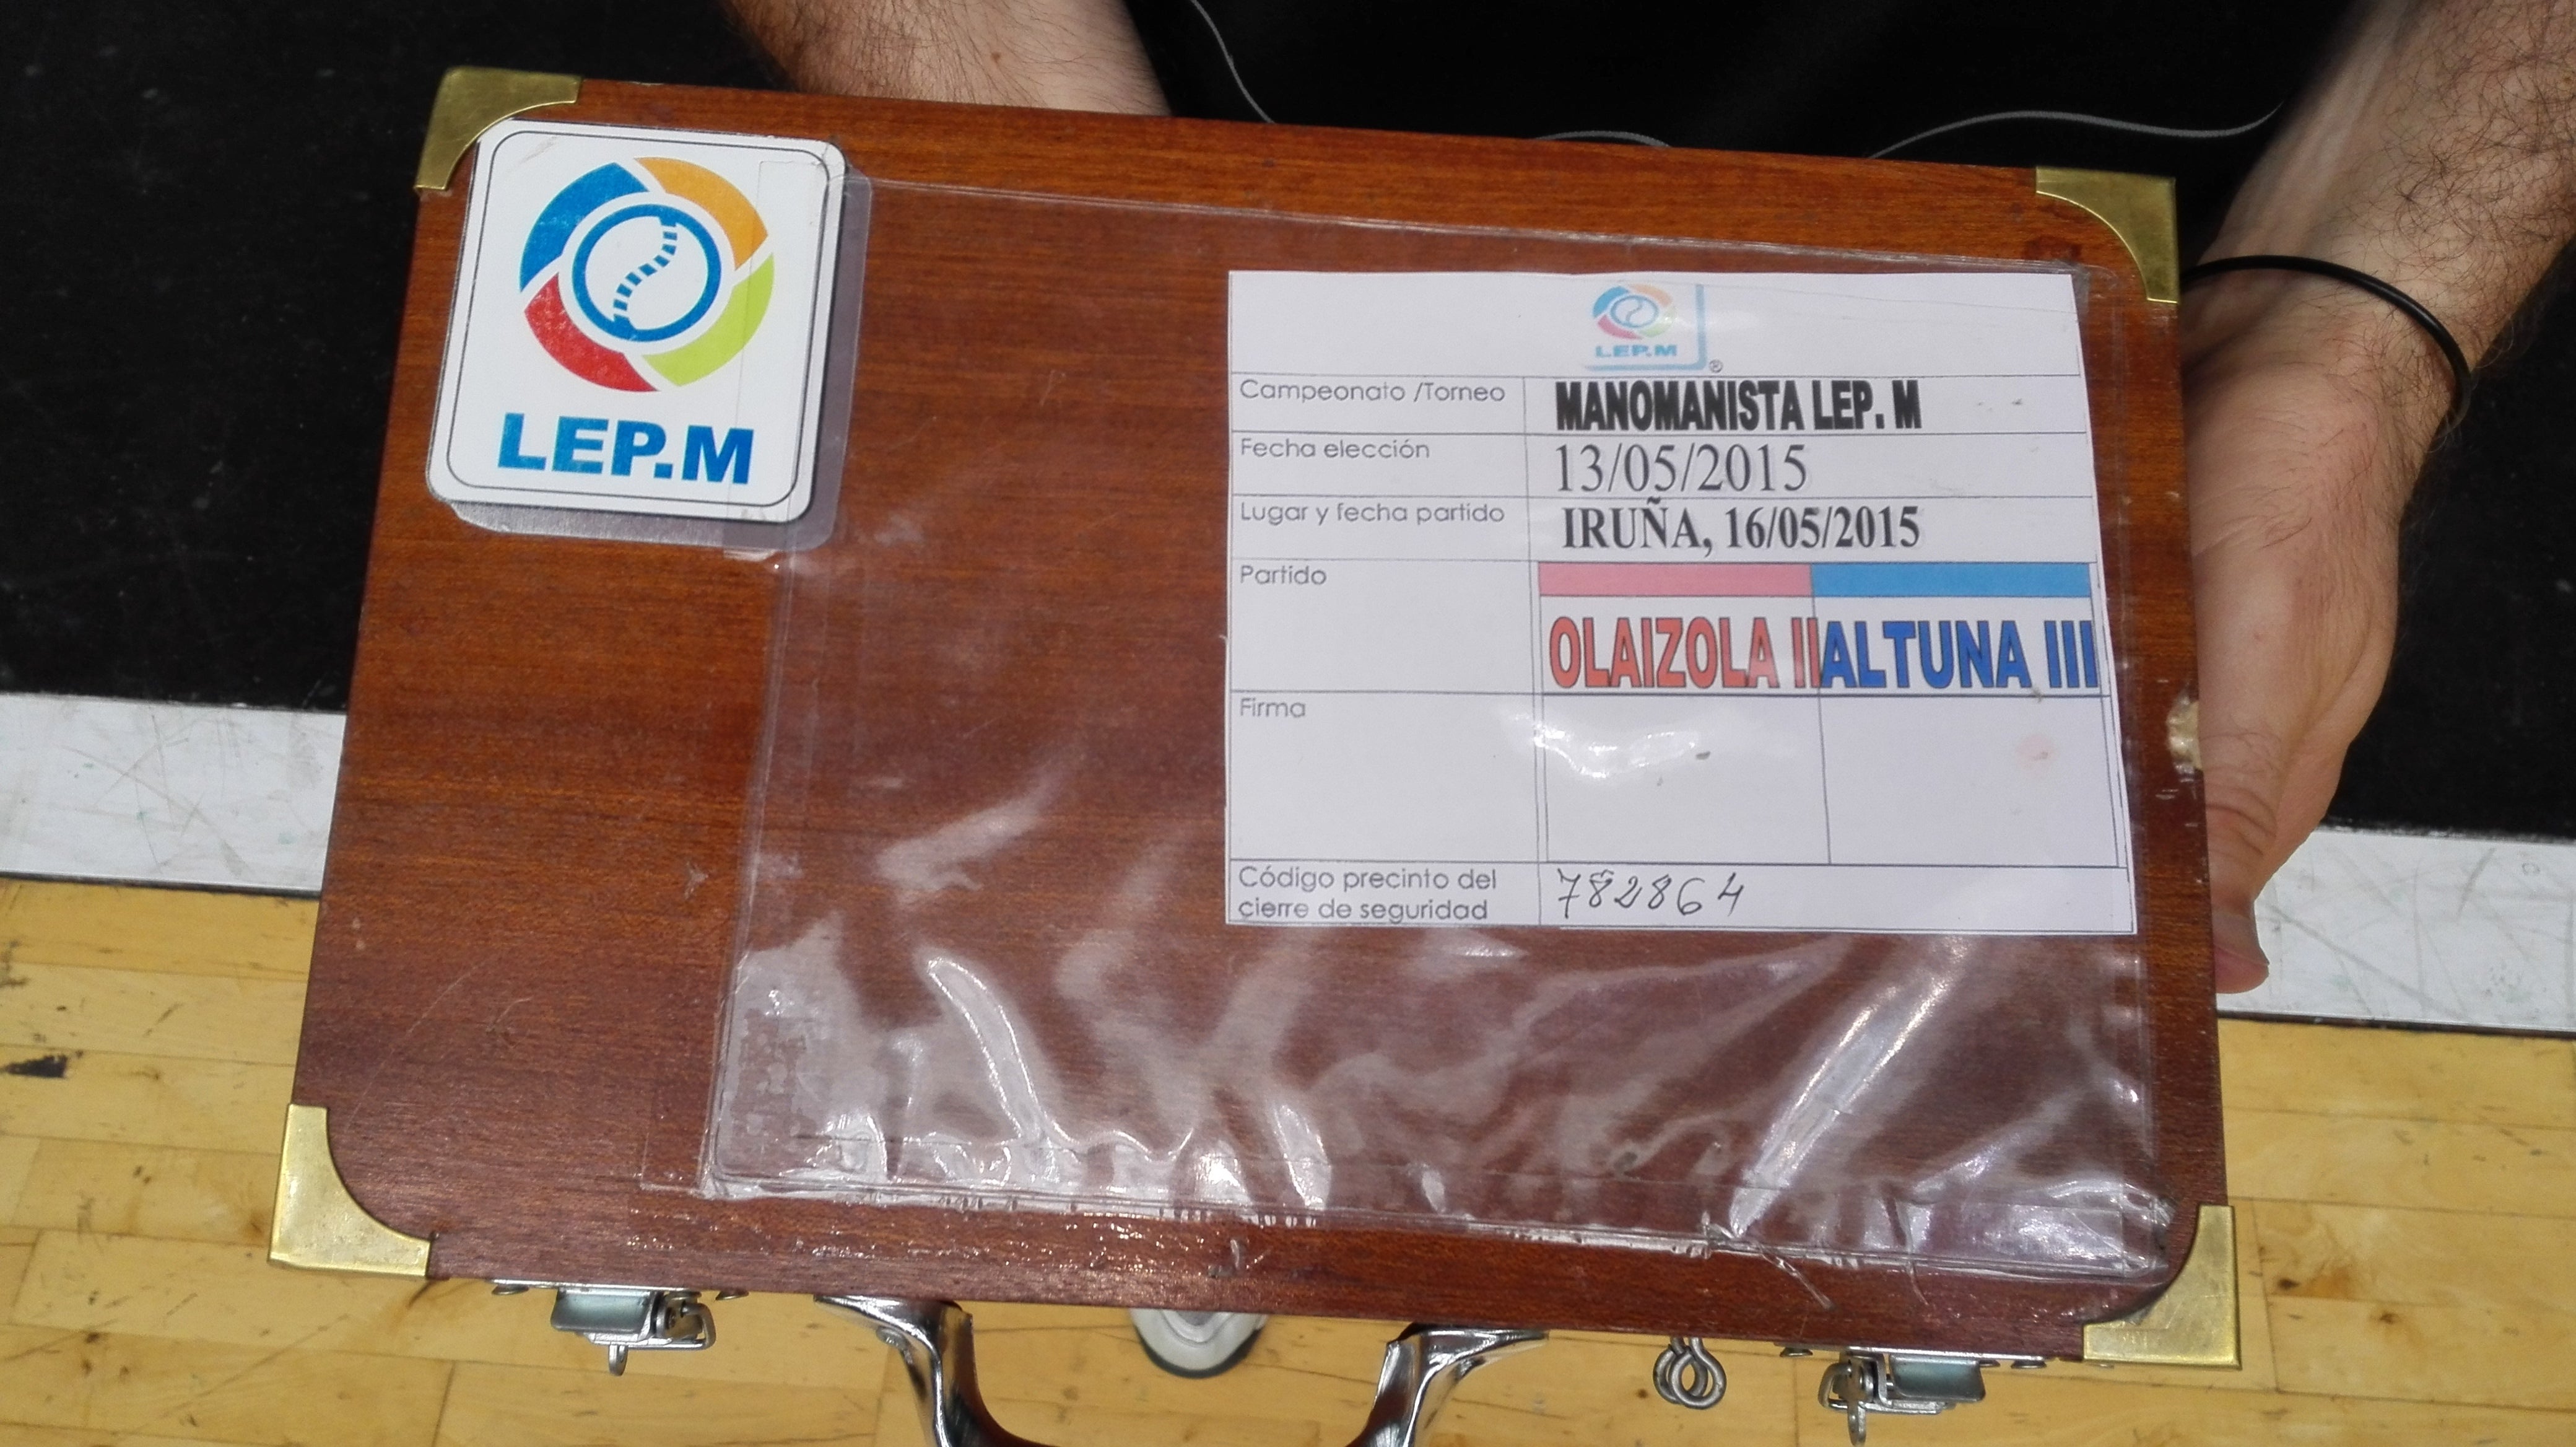 LEP.M
LEP.M
®
Campeonato /Torneo MANOMANISTA LEP. M
Fecha elección 13/05/2015
Lugar y fecha partido IRUÑA, 16/05/2015
Partido
OLAIZOLA II ALTUNA III
Firma
Código precinto del
cierre de seguridad
782864